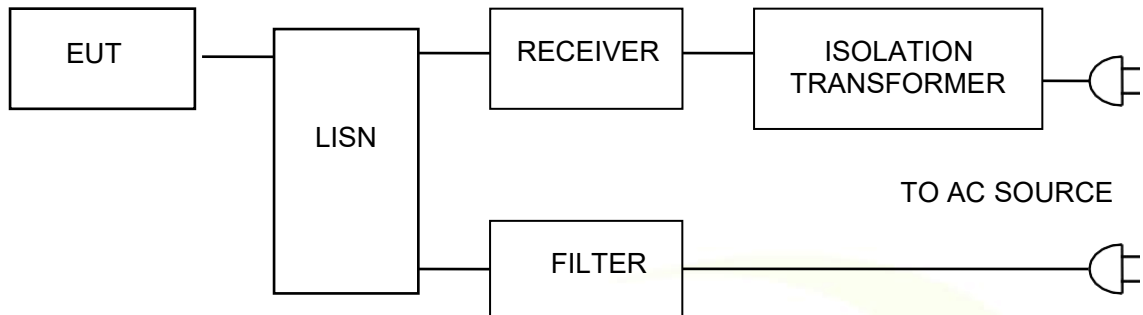 EUT
LISN
RECEIVER
ISOLATION
TRANSFORMER
TO AC SOURCE
FILTER